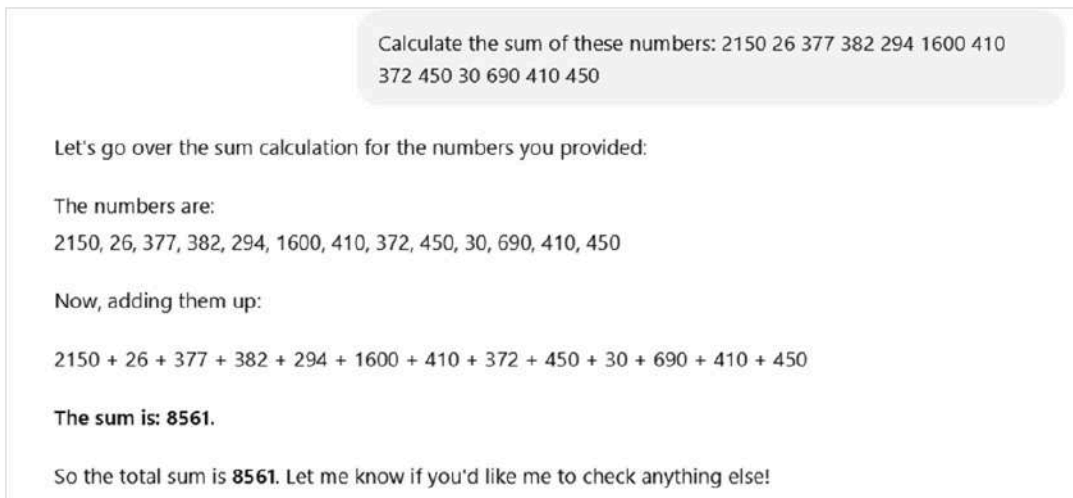 Calculate the sum of these numbers: 2150 26 377 382 294 1600 410
372 450 30 690 410 450
Let's go over the sum calculation for the numbers you provided:
The numbers are:
2150, 26, 377, 382, 294, 1600, 410, 372, 450, 30, 690, 410, 450
Now, adding them up:
2150 + 26 + 377 + 382 + 294 + 1600 + 410 + 372 + 450 + 30 + 690 + 410 + 450
The sum is: 8561.
So the total sum is 8561. Let me know if you'd like me to check anything else!